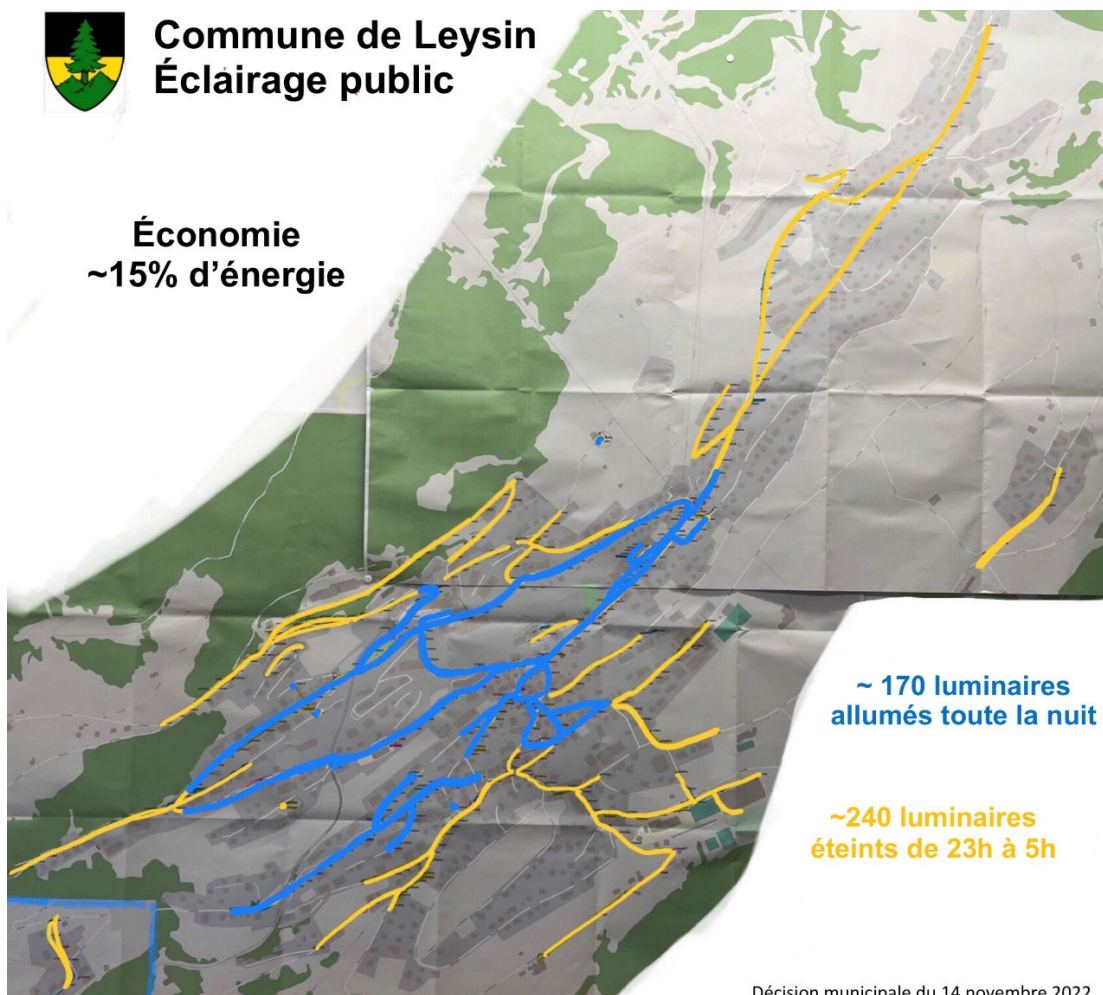 Commune de Leysin
Éclairage public
Économie
~15% d'énergie
~ 170 luminaires
allumés toute la nuit
~240 luminaires
éteints de 23h à 5h
Décision municipale du 14 novembre 2022